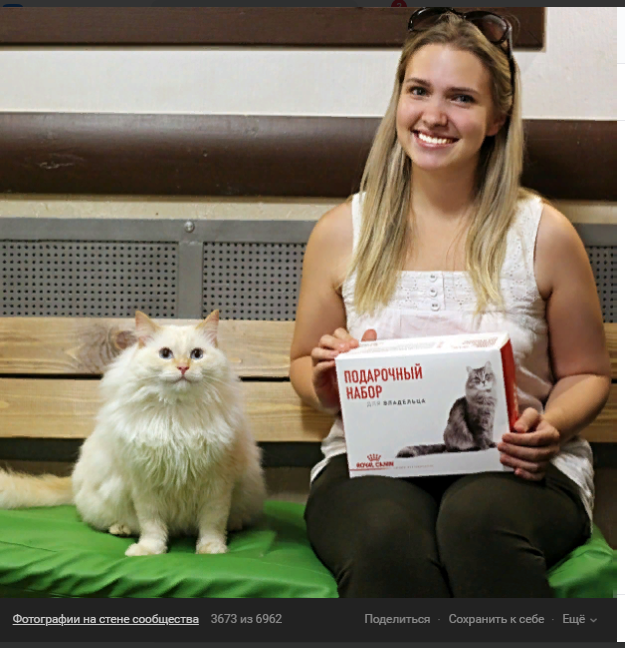 ПОДАРОЧНЫЙ
НАБОР
ДЛЯ ВЛАДЕЛЬЦА
ROYAL CANIN
Фотографии на стене сообщества 3673 из 6962 Поделиться · Сохранить к себе · Ещё